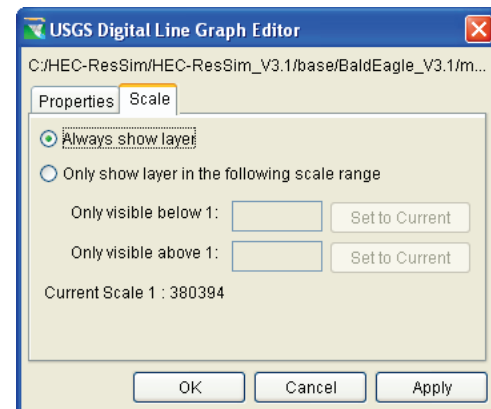 USGS Digital Line Graph Editor
C:/HEC-ResSim/HEC-ResSim_V3.1/base/BaldEagle_V3.1/m...
Properties Scale
Always show layer
Only show layer in the following scale range
Only visible below 1: Set to Current
Only visible above 1: Set to Current
Current Scale 1 : 380394
OK Cancel Apply